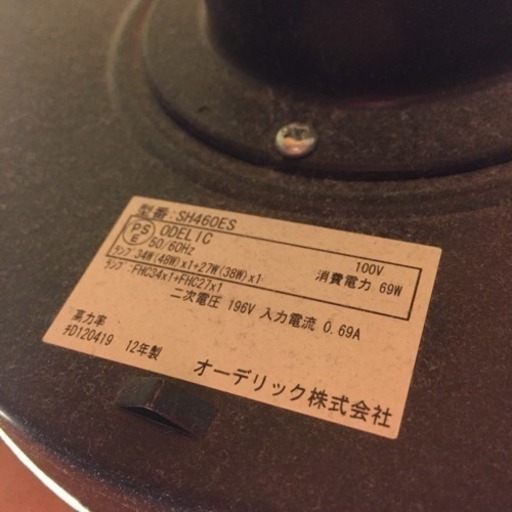 型番:SH460ES
PSE ODELIC
50/60Hz 100V
ランプ:34W(48W)x1+27W(38W)x1 消費電力 69W
ランプ:FHC34x1+FHC27x1
二次電圧 196V 入力電流 0.69A
高力率
#D120419 12年製
オーデリック株式会社